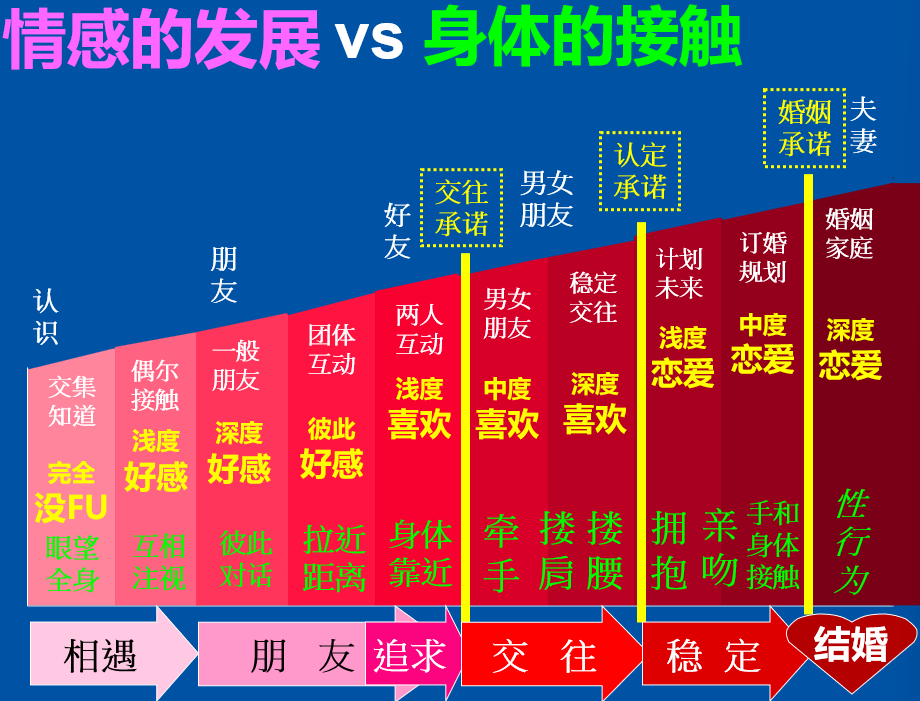 情感的发展 vs 身体的接触
认识
朋友
好友
交往
承诺
男女
朋友
认定
承诺
婚姻
承诺
夫妻
交集
知道
偶尔
接触
一般
朋友
团体
互动
两人
互动
男女
朋友
稳定
交往
计划
未来
订婚
规划
婚姻
家庭
完全
没FU
浅度
好感
深度
好感
彼此
好感
浅度
喜欢
中度
喜欢
深度
喜欢
浅度
恋爱
中度
恋爱
深度
恋爱
眼望
全身
互相
注视
彼此
对话
拉近
距离
身体
靠近
牵手
搂肩
搂腰
拥抱
亲吻
手和
身体
接触
性行为
相遇
朋 友
追求
交 往
稳 定
结婚